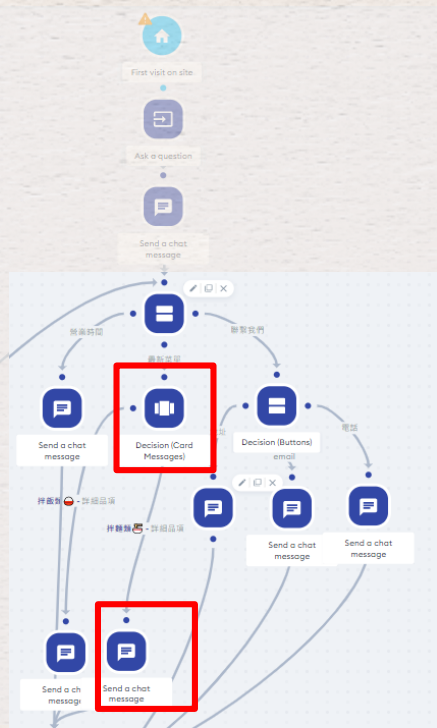 First visit on site
Ask a question
Send a chat
message
營業時間
聯繫我們
最新菜單
Send a chat
message
Decision (Card
Messages)
址
Decision (Buttons)
email
電話
拌飯類🍚 - 詳細品項
拌麵類🍜 - 詳細品項
Send a chat
message
Send a chat
message
Send a ch
messag
Send a chat
message